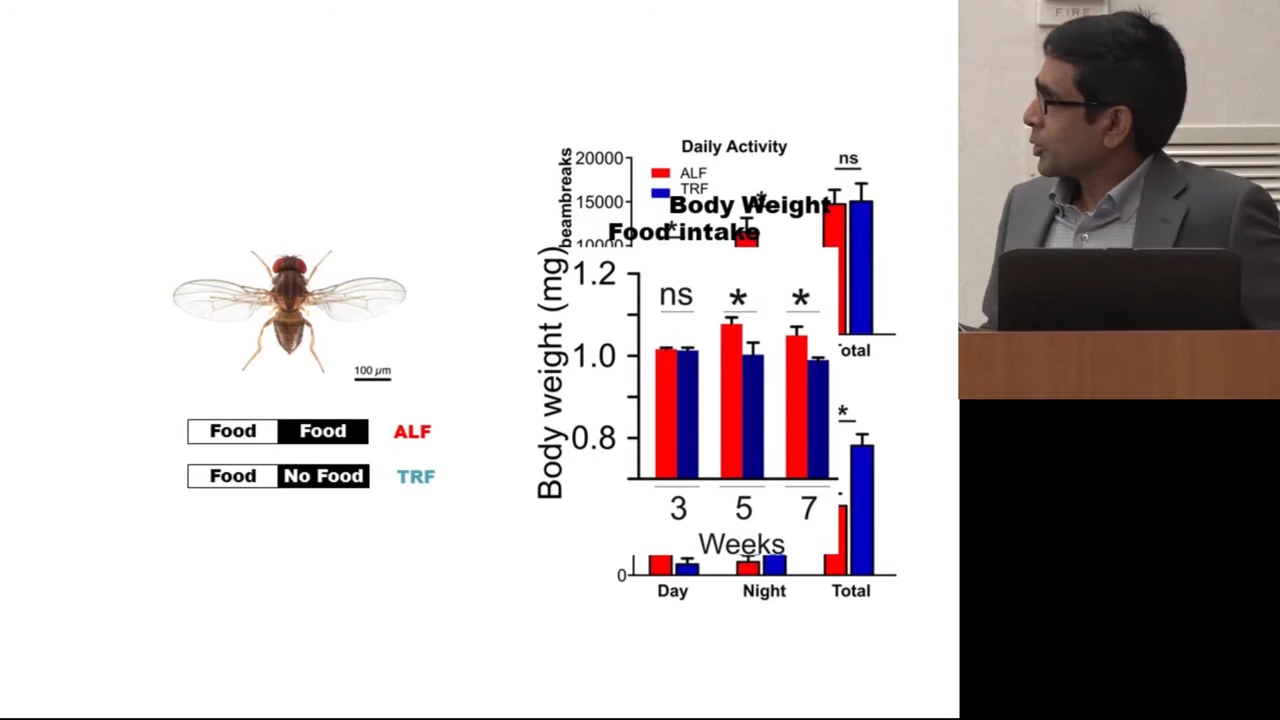 FIRE
Daily Activity
20000
ns
beambreaks
ALF
TRF
15000
*
Body Weight
Food intake
*
10000
Body weight (mg)
1.2
ns
*
*
1.0
0.8
otal
*
3
5
7
Weeks
0
Day
Night
Total
100 µm
Food
Food
ALF
Food
No Food
TRF